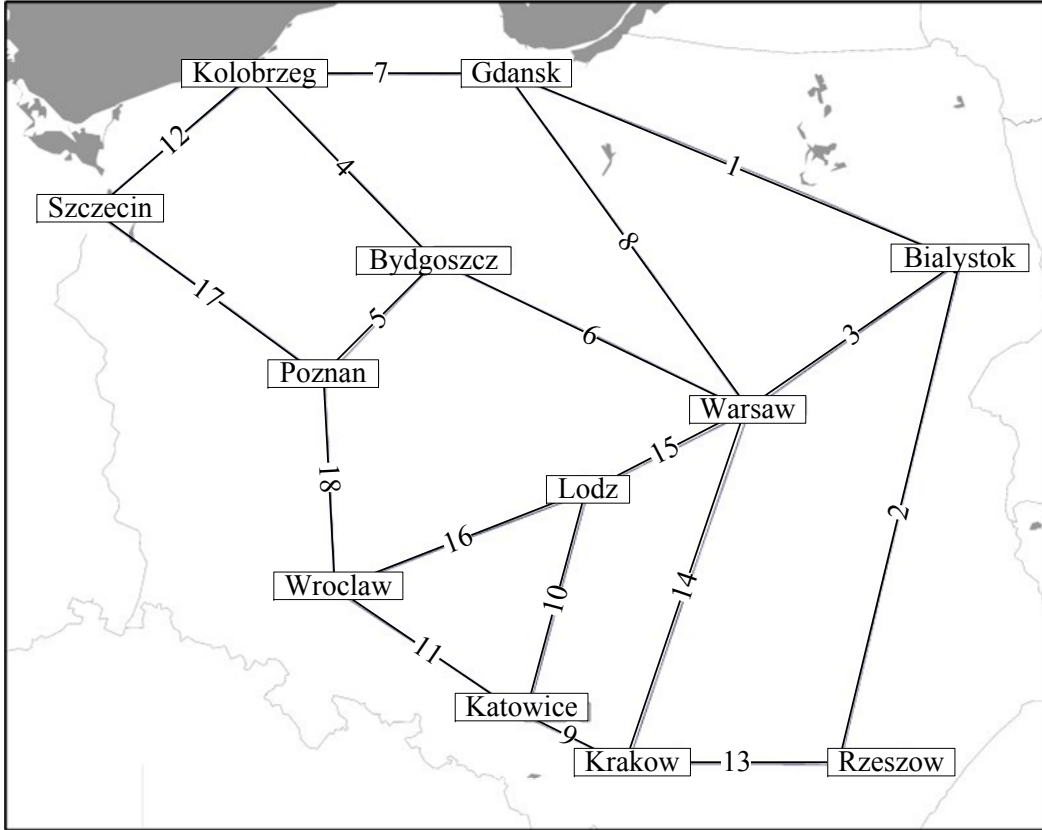 Kolobrzeg 7 Gdansk
12
4
1
Szczecin
8
Bydgoszcz
Bialystok
17
5
6
3
Poznan
Warsaw
15
18
Lodz
2
16
10
14
Wroclaw
11
Katowice
9
Krakow 13 Rzeszow